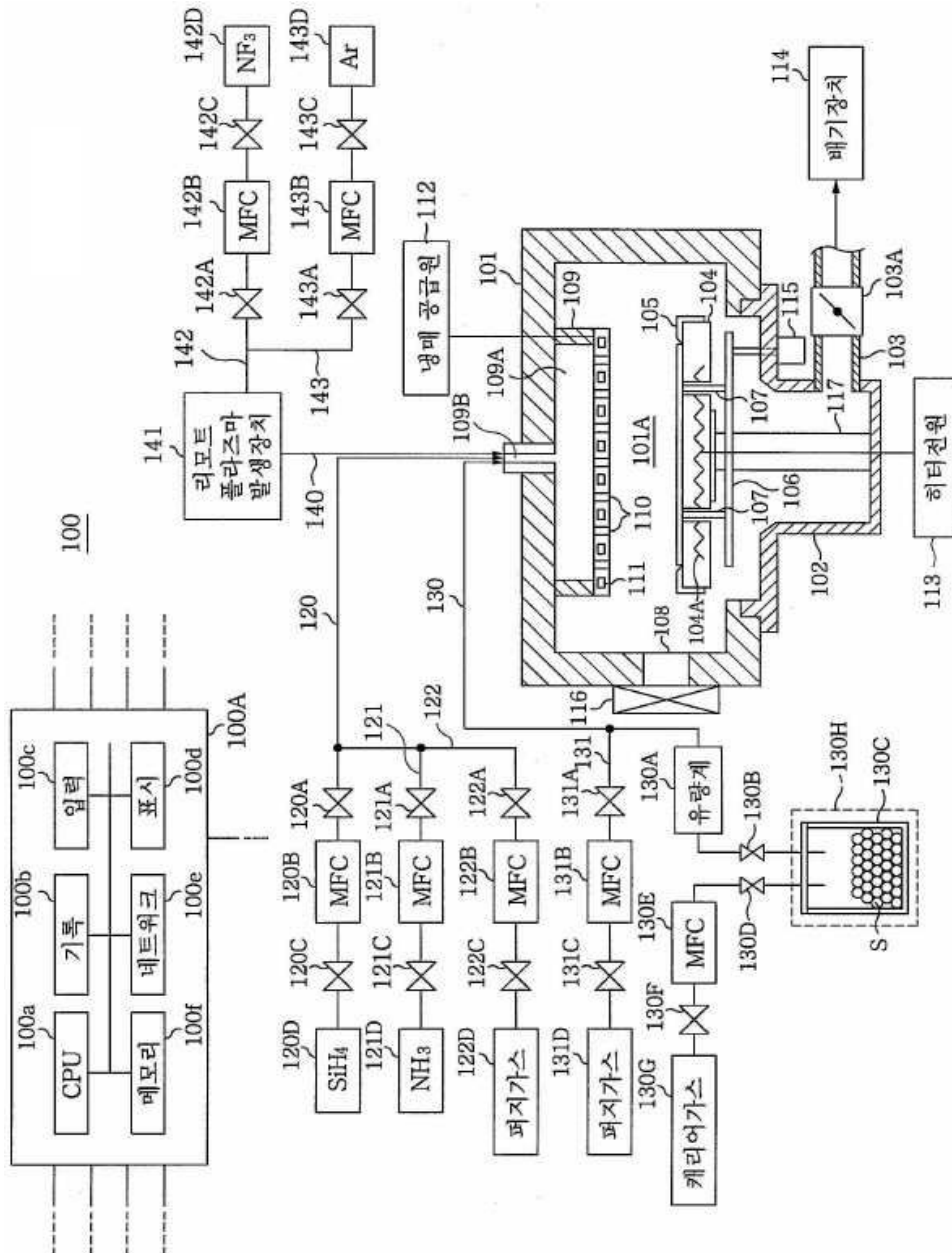 100
100A
100a
CPU
100b
기록
100c
입력
100f
메모리
100e
네트워크
100d
표시
142D
NF3
142C
142B
MFC
142A
142
143D
Ar
143C
143B
MFC
143A
143
141
리모트
플라즈마
발생장치
140
112
냉매 공급원
120
130
109B
109A
109
101
114
배기장치
120D
SiH4
120C
120B
MFC
120A
121D
NH3
121C
121B
MFC
121A
121
122
122D
퍼지가스
122C
122B
MFC
122A
131D
퍼지가스
131C
131B
MFC
131A
131
130G
캐리어가스
130F
130E
MFC
130D
130B
130A
유량계
130H
130C
S
116
108
111
110
101A
105
104
104A
107
107
106
102
115
103A
103
117
113
히터전원